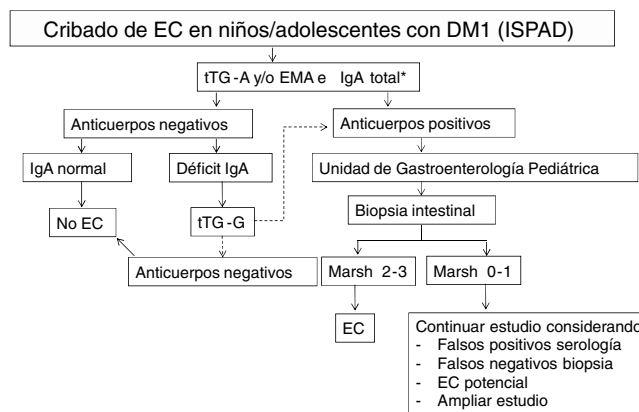 Cribado de EC en niños/adolescentes con DM1 (ISPAD)
tTG-A y/o EMA e IgA total*
Anticuerpos negativos
Anticuerpos positivos
IgA normal
Déficit IgA
Unidad de Gastroenterología Pediátrica
No EC
tTG-G
Biopsia intestinal
Anticuerpos negativos
Marsh 2-3
Marsh 0-1
EC
Continuar estudio considerando
- Falsos positivos serología
- Falsos negativos biopsia
- EC potencial
- Ampliar estudio